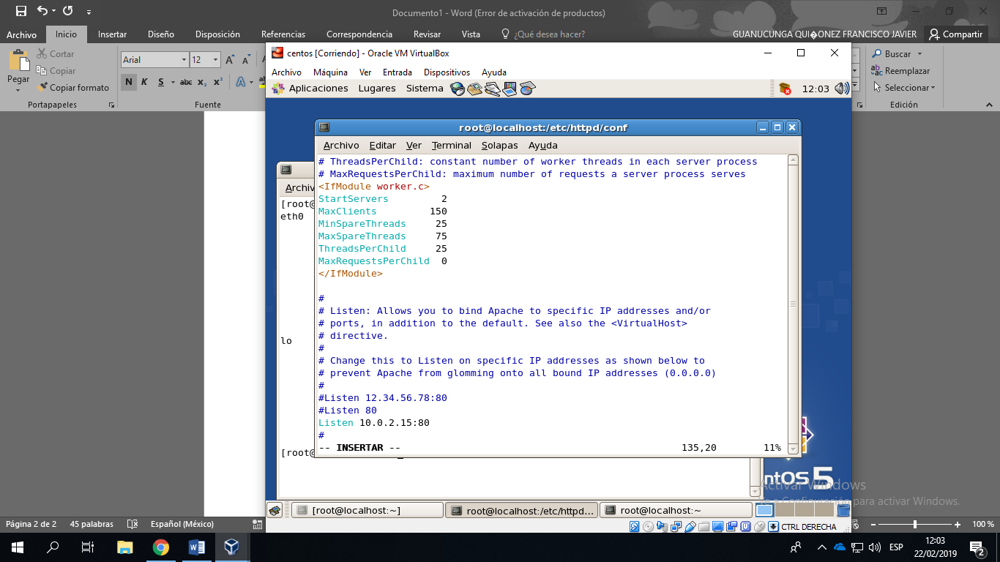 Documento1 - Word (Error de activación de productos)
Archivo Inicio Insertar Diseño Disposición Referencias Correspondencia Revisar Vista ¿Qué desea hacer? GUANUCUNGA QUI�ONEZ FRANCISCO JAVIER Compartir
Pegar
Cortar
Copiar
Copiar formato
Portapapeles
Arial 12
N K S abc x₂ x²
Fuente
Buscar
Reemplazar
Seleccionar
Edición
centos [Corriendo] - Oracle VM VirtualBox
Archivo Máquina Ver Entrada Dispositivos Ayuda
Aplicaciones Lugares Sistema 12:03
root@localhost:/etc/httpd/conf
Archivo Editar Ver Terminal Solapas Ayuda
# ThreadsPerChild: constant number of worker threads in each server process
# MaxRequestsPerChild: maximum number of requests a server process serves
<IfModule worker.c>
StartServers 2
MaxClients 150
MinSpareThreads 25
MaxSpareThreads 75
ThreadsPerChild 25
MaxRequestsPerChild 0
</IfModule>
#
# Listen: Allows you to bind Apache to specific IP addresses and/or
# ports, in addition to the default. See also the <VirtualHost>
# directive.
#
# Change this to Listen on specific IP addresses as shown below to
# prevent Apache from glomming onto all bound IP addresses (0.0.0.0)
#
#Listen 12.34.56.78:80
#Listen 80
Listen 10.0.2.15:80
#
-- INSERTAR -- 135,20 11%
Archiv
[root@
eth0
lo
[root@
ntOS 5
Activar Windows
Ve a Configuración para activar Windows.
[root@localhost:~] root@localhost:/etc/httpd... root@localhost:~
CTRL DERECHA
Página 2 de 2 45 palabras Español (México) 100 %
ESP 12:03
22/02/2019
2